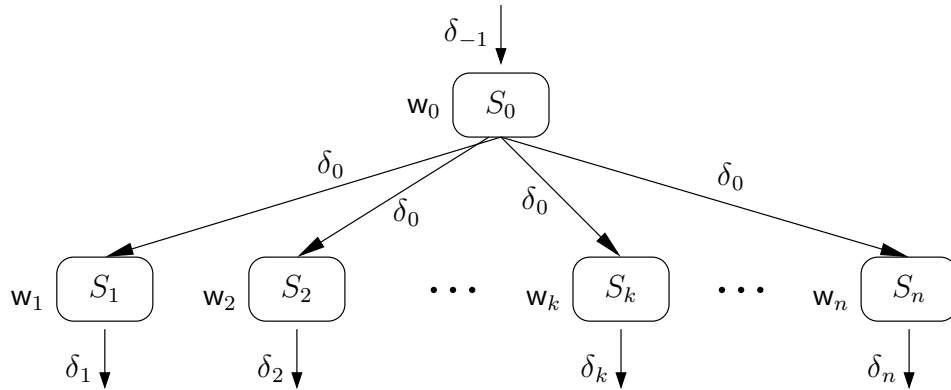 δ₋₁
w₀ S₀
δ₀ δ₀ δ₀ δ₀
w₁ S₁ w₂ S₂ • • • wₖ Sₖ • • • wₙ Sₙ
δ₁ δ₂ δₖ δₙ